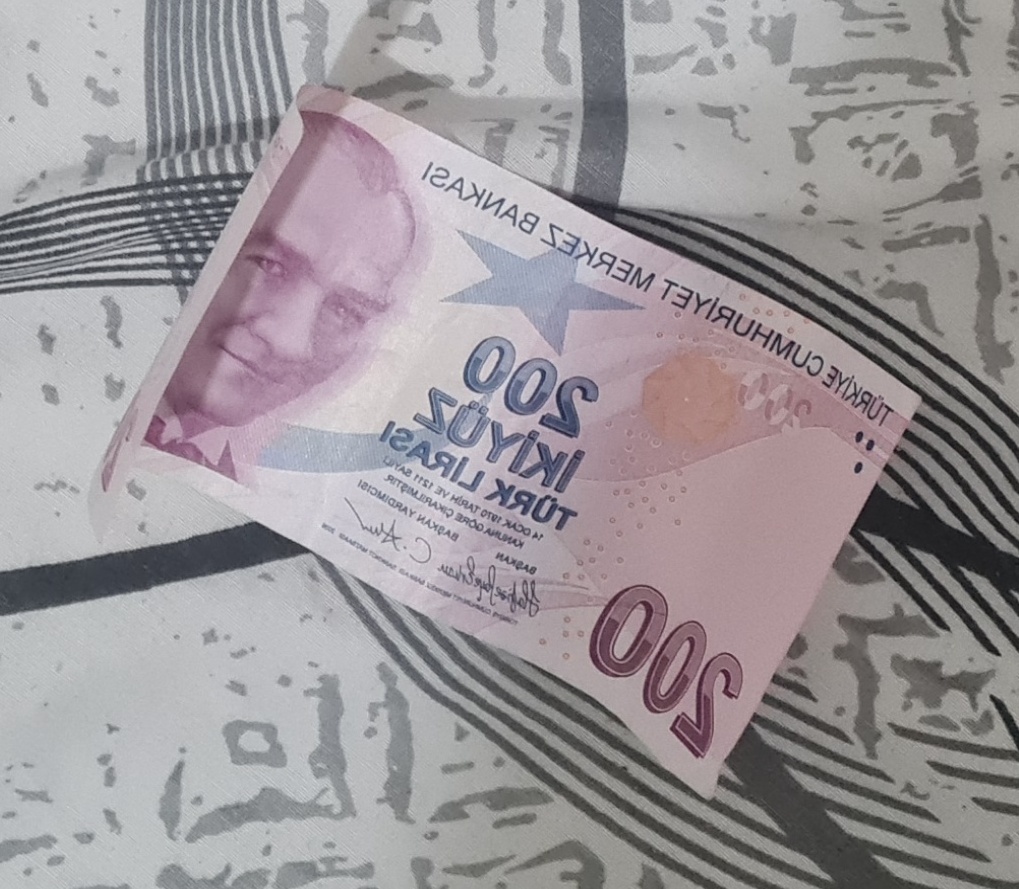 TÜRKİYE CUMHURİYET MERKEZ BANKASI
200
200
İKİYÜZ
TÜRK LİRASI
14 OCAK 1970 TARİH VE 1211 SAYILI
KANUNA GÖRE ÇIKARILMIŞTIR.
BAŞKAN
BAŞKAN YARDIMCISI
200